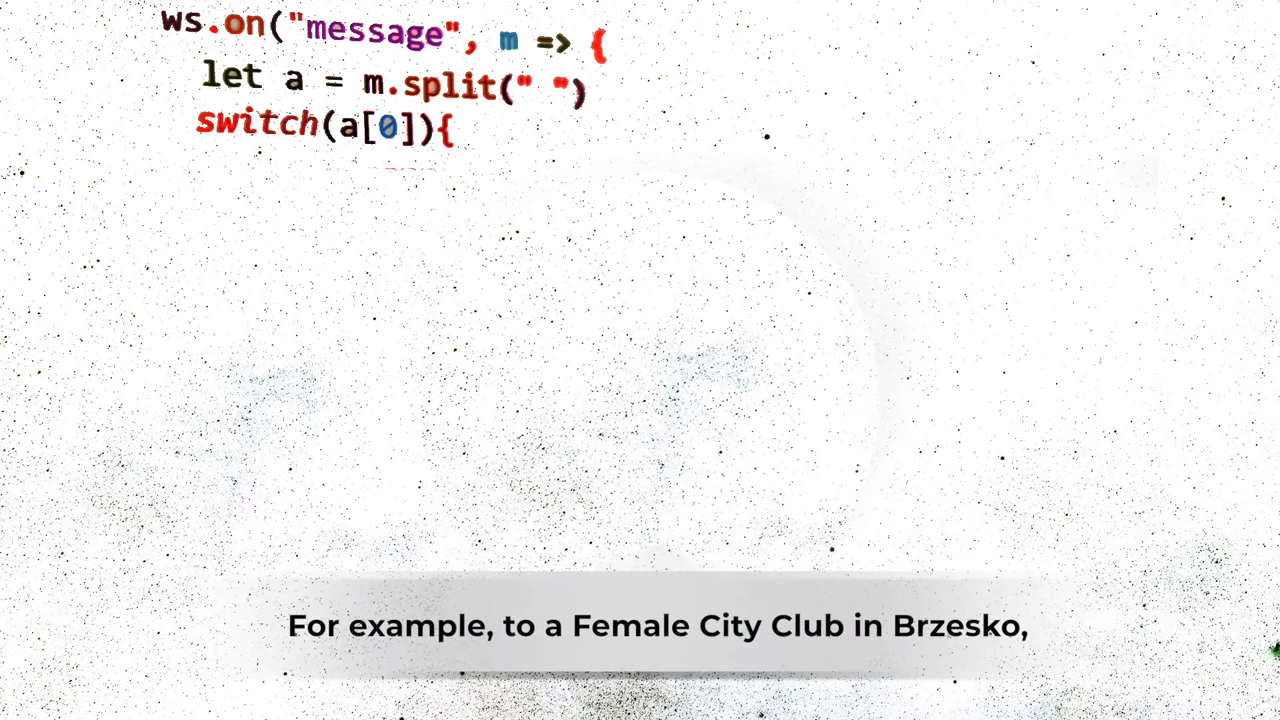 ws.on("message", m => {
let a = m.split(" ")
switch(a[0]){
For example, to a Female City Club in Brzesko,